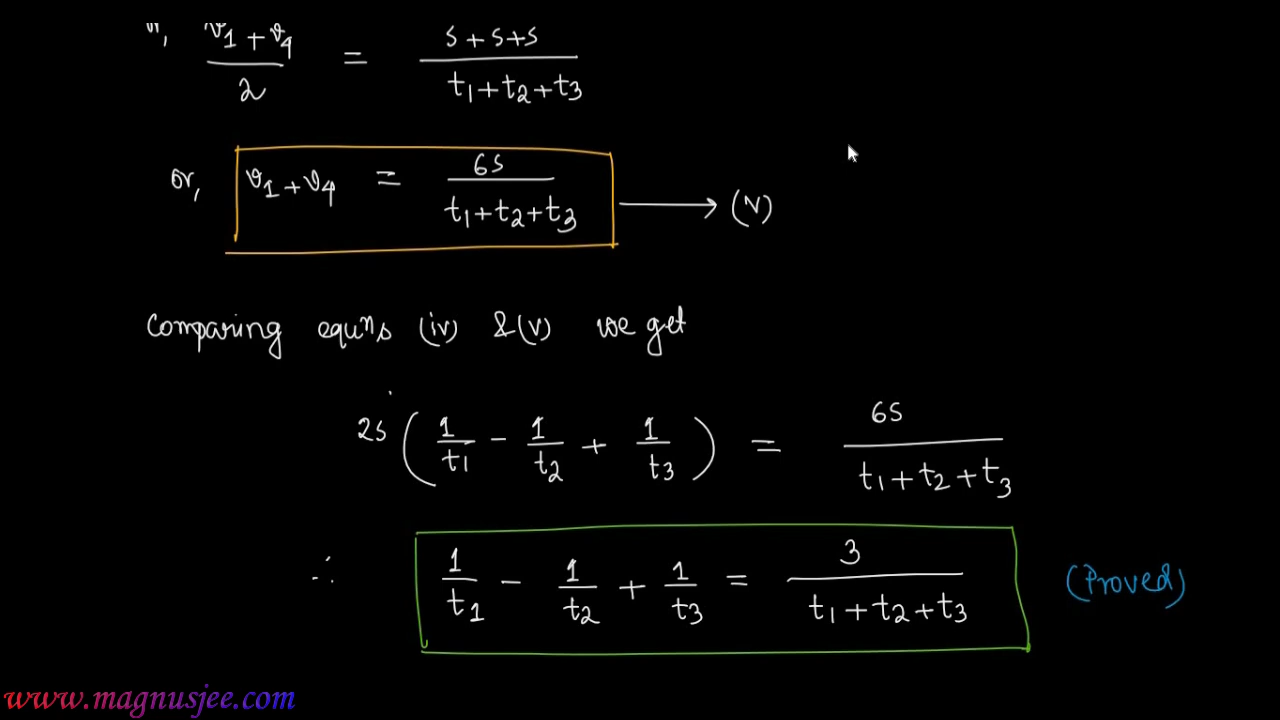 or, v1 + v4 / 2 = s + s + s / t1 + t2 + t3
or, v1 + v4 = 6s / t1 + t2 + t3 → (v)
Comparing equns (iv) & (v) we get
2s ( 1/t1 - 1/t2 + 1/t3 ) = 6s / t1 + t2 + t3
∴ 1/t1 - 1/t2 + 1/t3 = 3 / t1 + t2 + t3 (Proved)
www.magnusjee.com